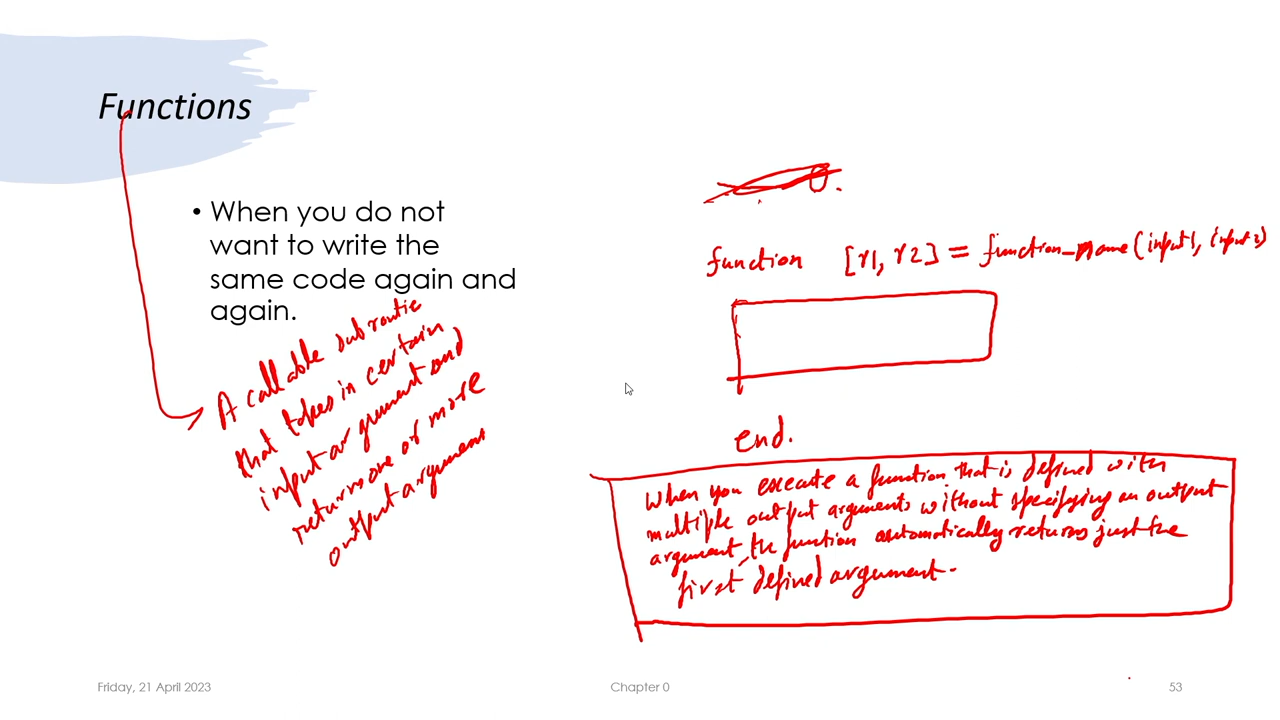 Functions
• When you do not
want to write the
same code again and
again.
A callable subroutie
that takes in certain
input argument and
returns one or more
output argument
function [r1, r2] = function_name (input1, input2)
end.
When you execute a function that is defined with
multiple output arguments without specifying an output
argument, the function automatically returns just the
first defined argument.
Friday, 21 April 2023
Chapter 0
53